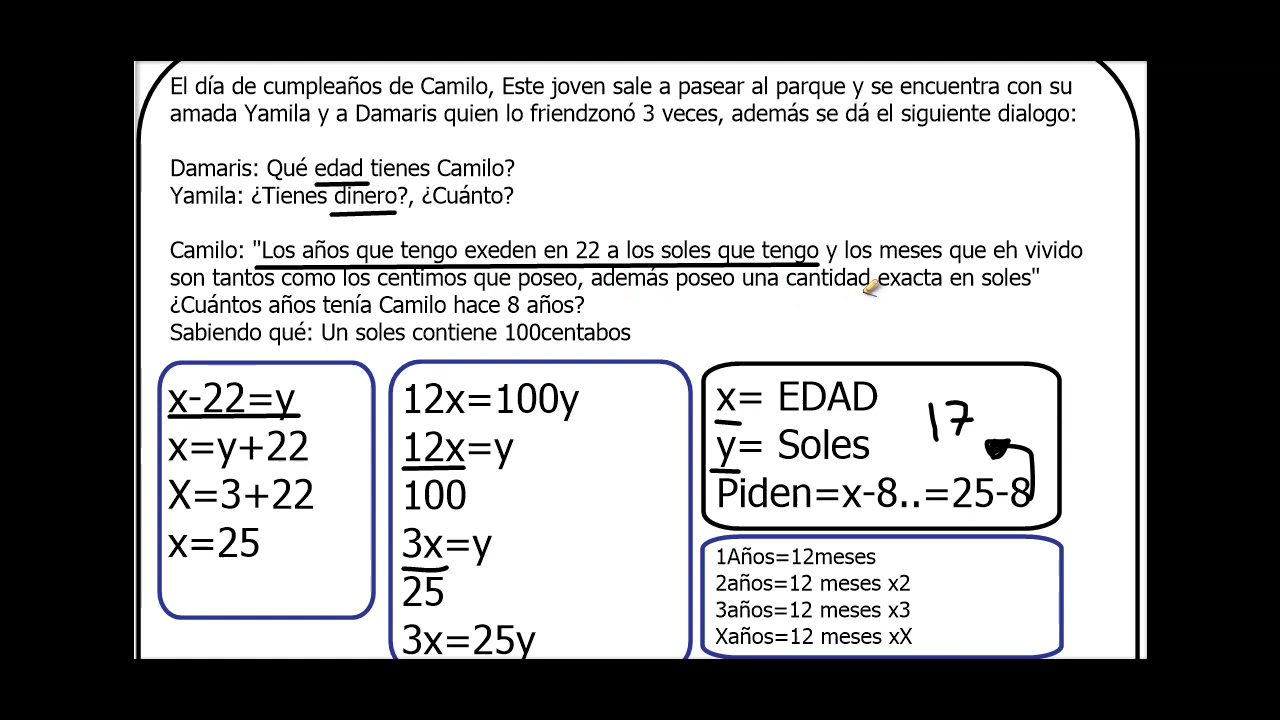 El día de cumpleaños de Camilo, Este joven sale a pasear al parque y se encuentra con su
amada Yamila y a Damaris quien lo friendzonó 3 veces, además se dá el siguiente dialogo:
Damaris: Qué edad tienes Camilo?
Yamila: ¿Tienes dinero?, ¿Cuánto?
Camilo: "Los años que tengo exeden en 22 a los soles que tengo y los meses que eh vivido
son tantos como los centimos que poseo, además poseo una cantidad exacta en soles"
¿Cuántos años tenía Camilo hace 8 años?
Sabiendo qué: Un soles contiene 100centabos
x-22=y
x=y+22
X=3+22
x=25
12x=100y
12x=y
100
3x=y
25
3x=25y
x= EDAD
17
y= Soles
Piden=x-8..=25-8
1Años=12meses
2años=12 meses x2
3años=12 meses x3
Xaños=12 meses xX